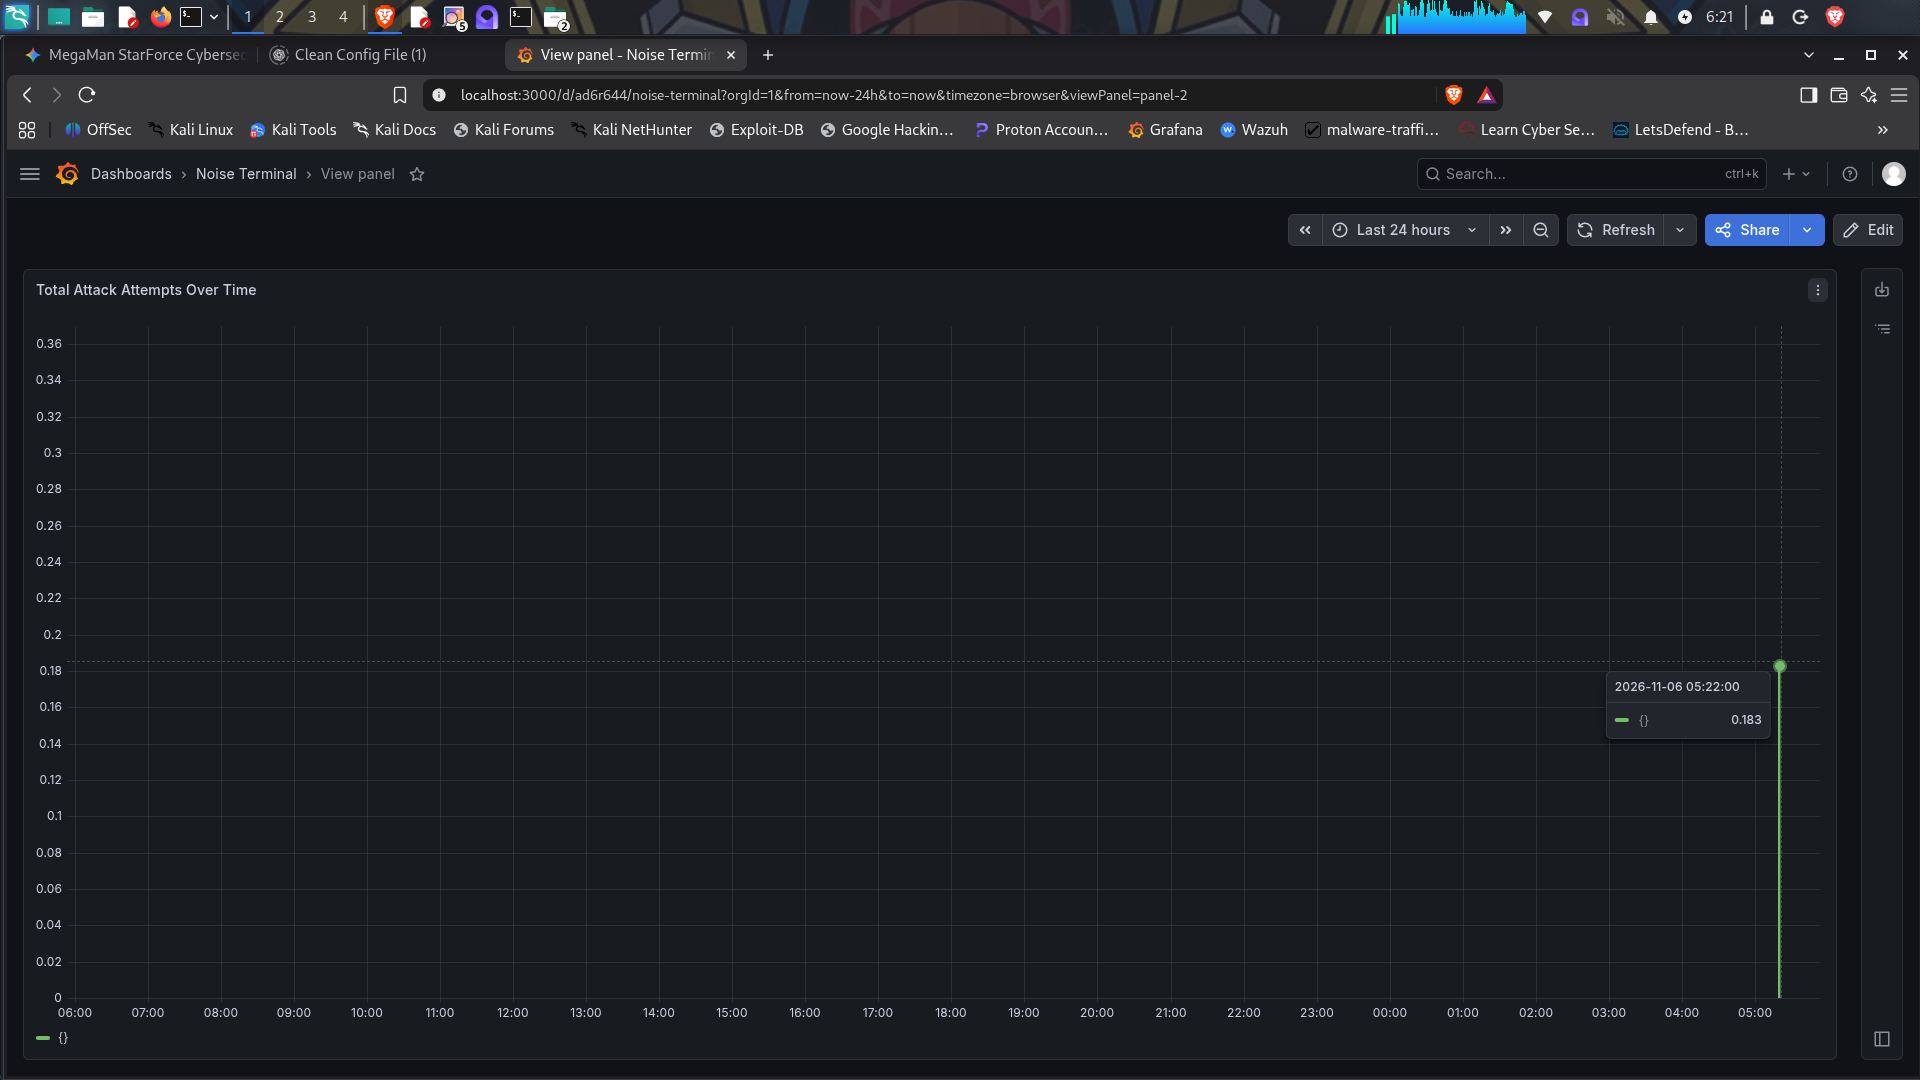 1 2 3 4 5 2 6:21
MegaMan StarForce Cybersec Clean Config File (1) View panel - Noise Termin
localhost:3000/d/ad6r644/noise-terminal?orgId=1&from=now-24h&to=now&timezone=browser&viewPanel=panel-2
OffSec Kali Linux Kali Tools Kali Docs Kali Forums Kali NetHunter Exploit-DB Google Hackin... Proton Accoun... Grafana Wazuh malware-traffi... Learn Cyber Se... LetsDefend - B... »
Dashboards › Noise Terminal › View panel Search... ctrl+k
Last 24 hours Refresh Share Edit
Total Attack Attempts Over Time
0.36
0.34
0.32
0.3
0.28
0.26
0.24
0.22
0.2
0.18
2026-11-06 05:22:00
0.16
{} 0.183
0.14
0.12
0.1
0.08
0.06
0.04
0.02
0
06:00 07:00 08:00 09:00 10:00 11:00 12:00 13:00 14:00 15:00 16:00 17:00 18:00 19:00 20:00 21:00 22:00 23:00 00:00 01:00 02:00 03:00 04:00 05:00
{}